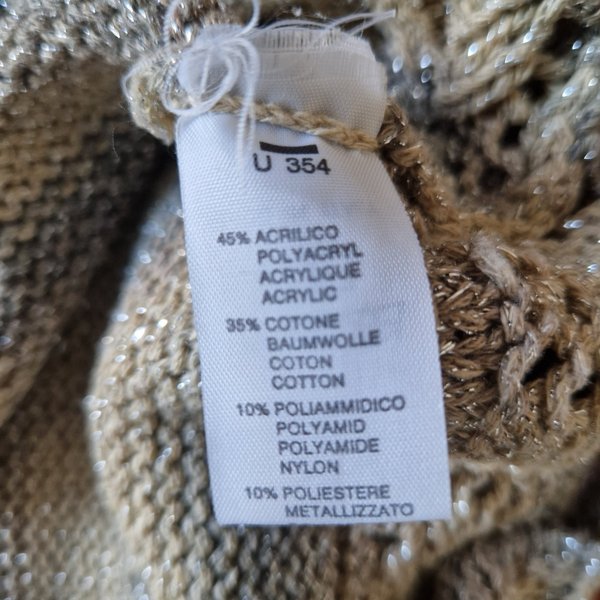 U 354
45% ACRILICO
POLYACRYL
ACRYLIQUE
ACRYLIC
35% COTONE
BAUMWOLLE
COTON
COTTON
10% POLIAMMIDICO
POLYAMID
POLYAMIDE
NYLON
10% POLIESTERE
METALLIZZATO